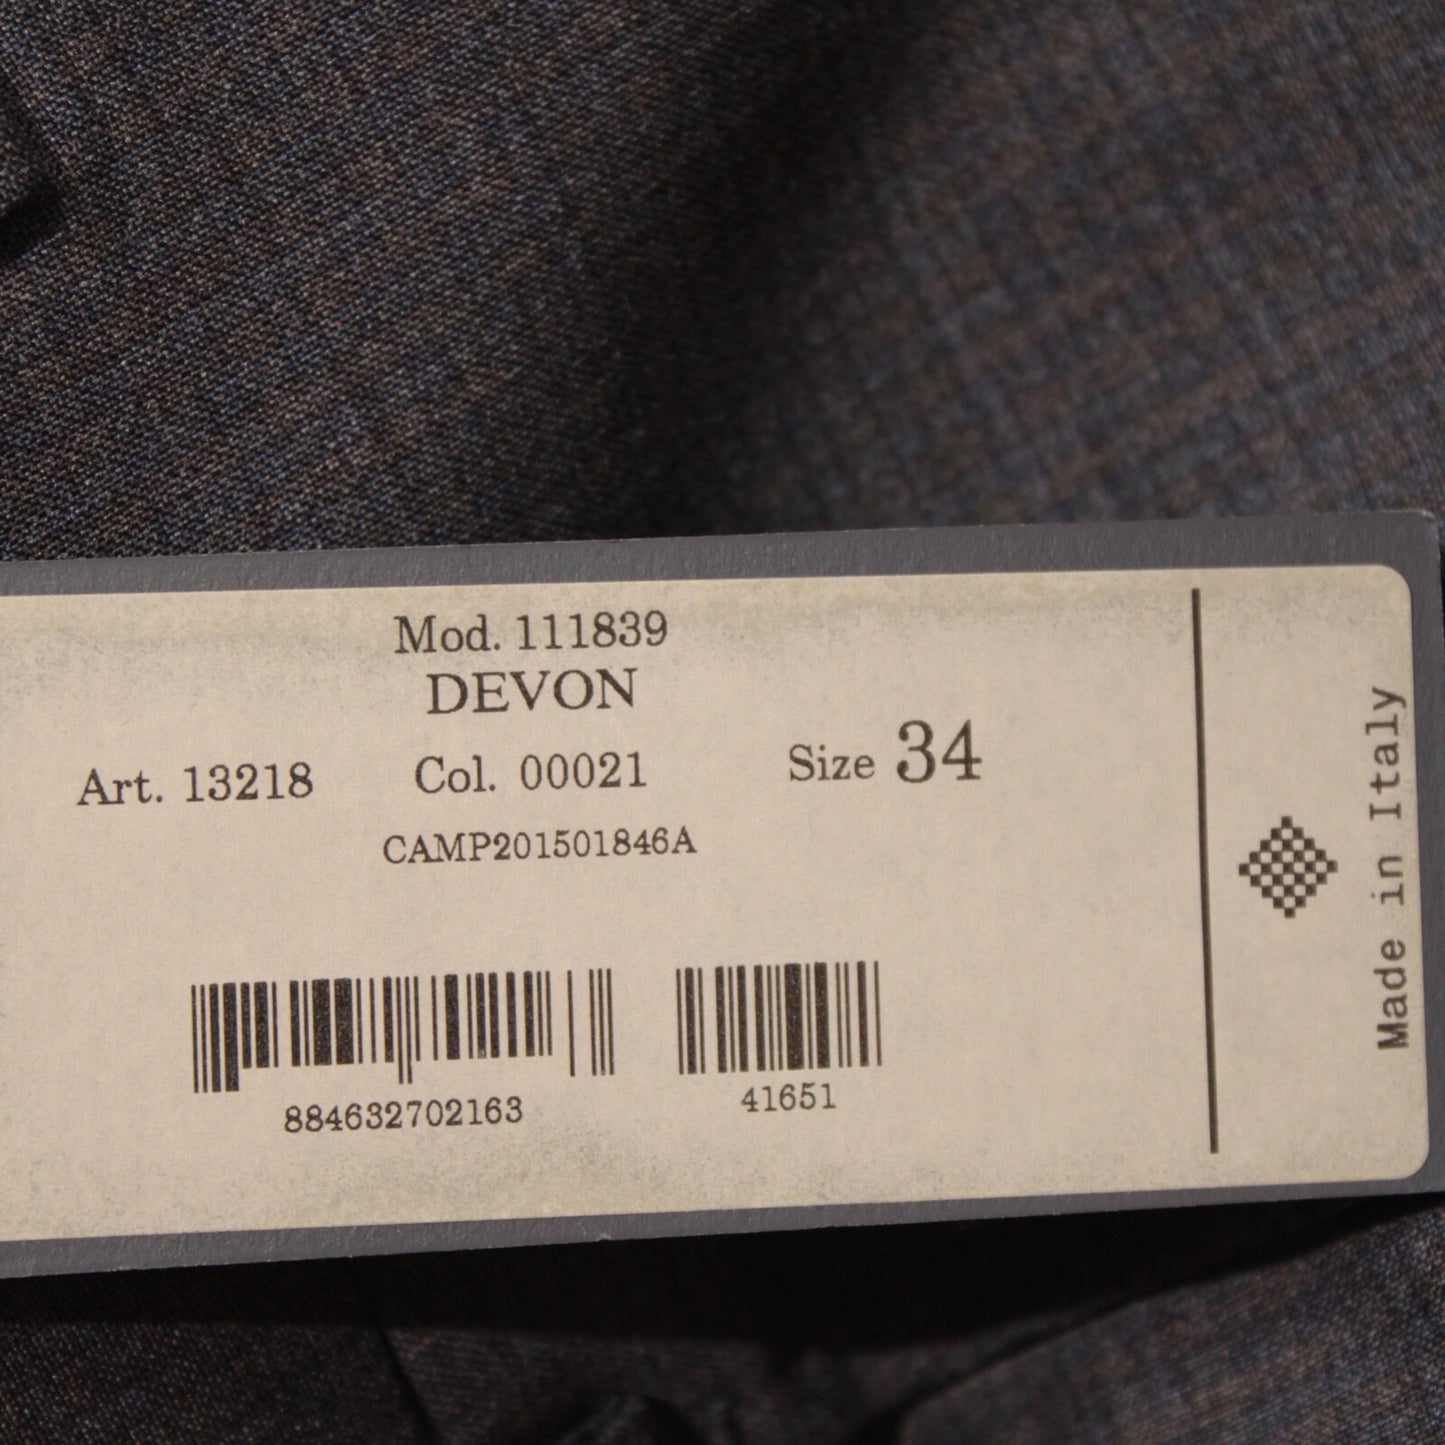 Mod. 111839
DEVON
Art. 13218 Col. 00021 Size 34
CAMP201501846A
884632702163 41651
Made in Italy